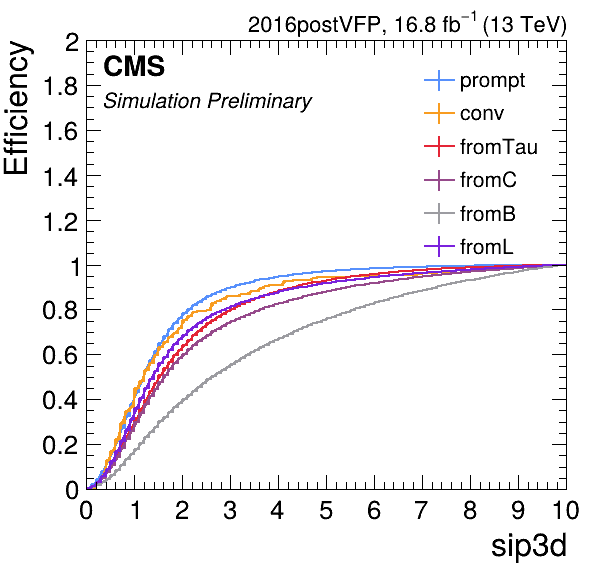 2016postVFP, 16.8 fb⁻¹ (13 TeV)
CMS
Simulation Preliminary
prompt
conv
fromTau
fromC
fromB
fromL
Efficiency
2
1.8
1.6
1.4
1.2
1
0.8
0.6
0.4
0.2
0
0 1 2 3 4 5 6 7 8 9 10
sip3d